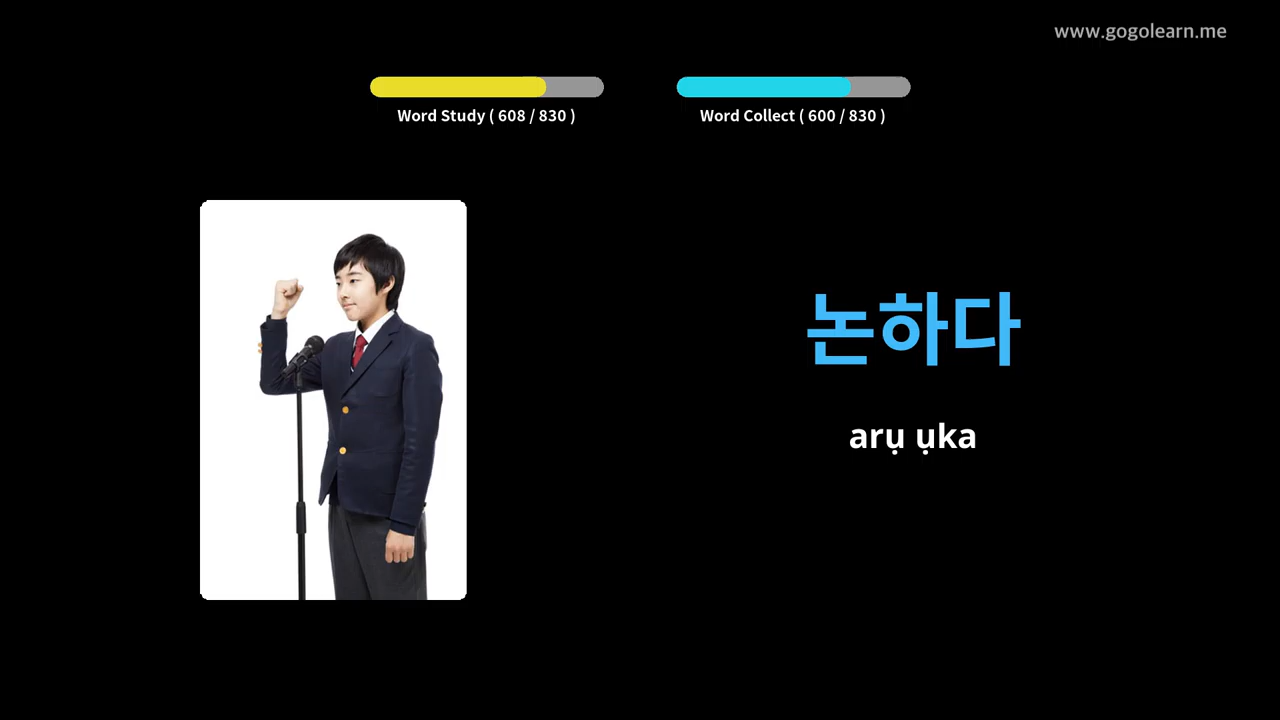 www.gogolearn.me
Word Study ( 608 / 830 )
Word Collect ( 600 / 830 )
논하다
arụ ụka